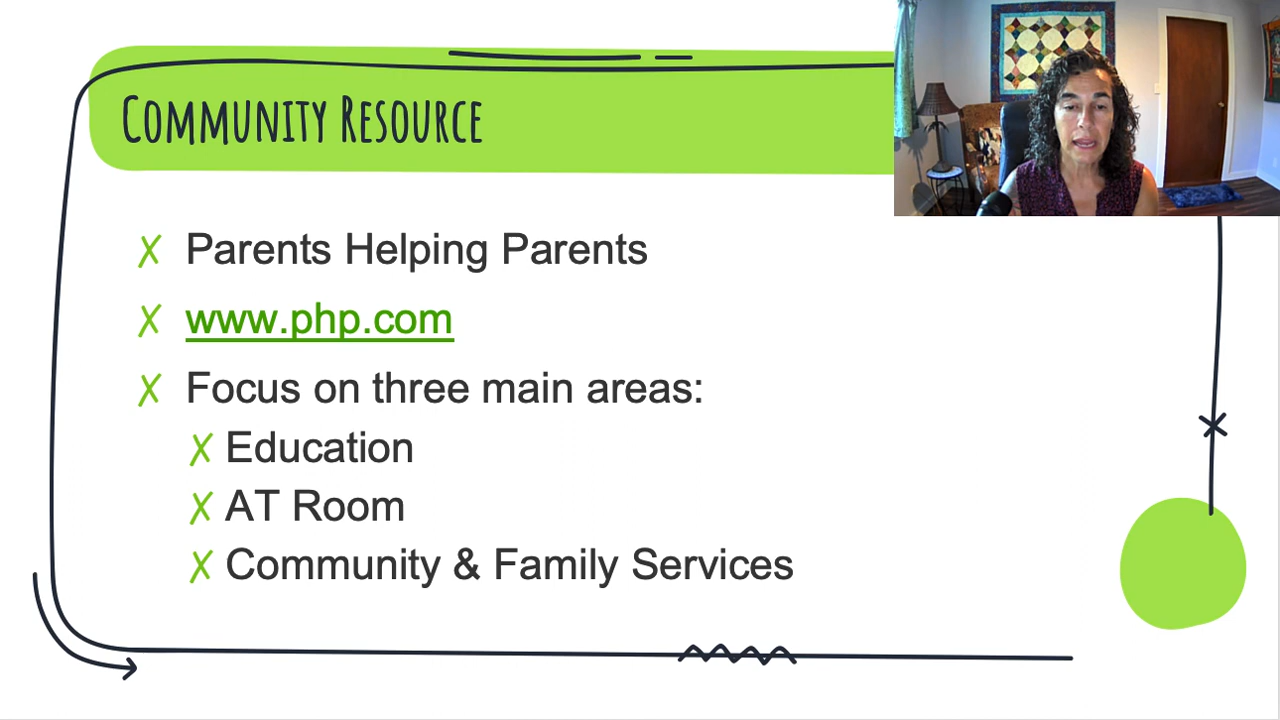 Community Resource
Parents Helping Parents
www.php.com
Focus on three main areas:
Education
AT Room
Community & Family Services